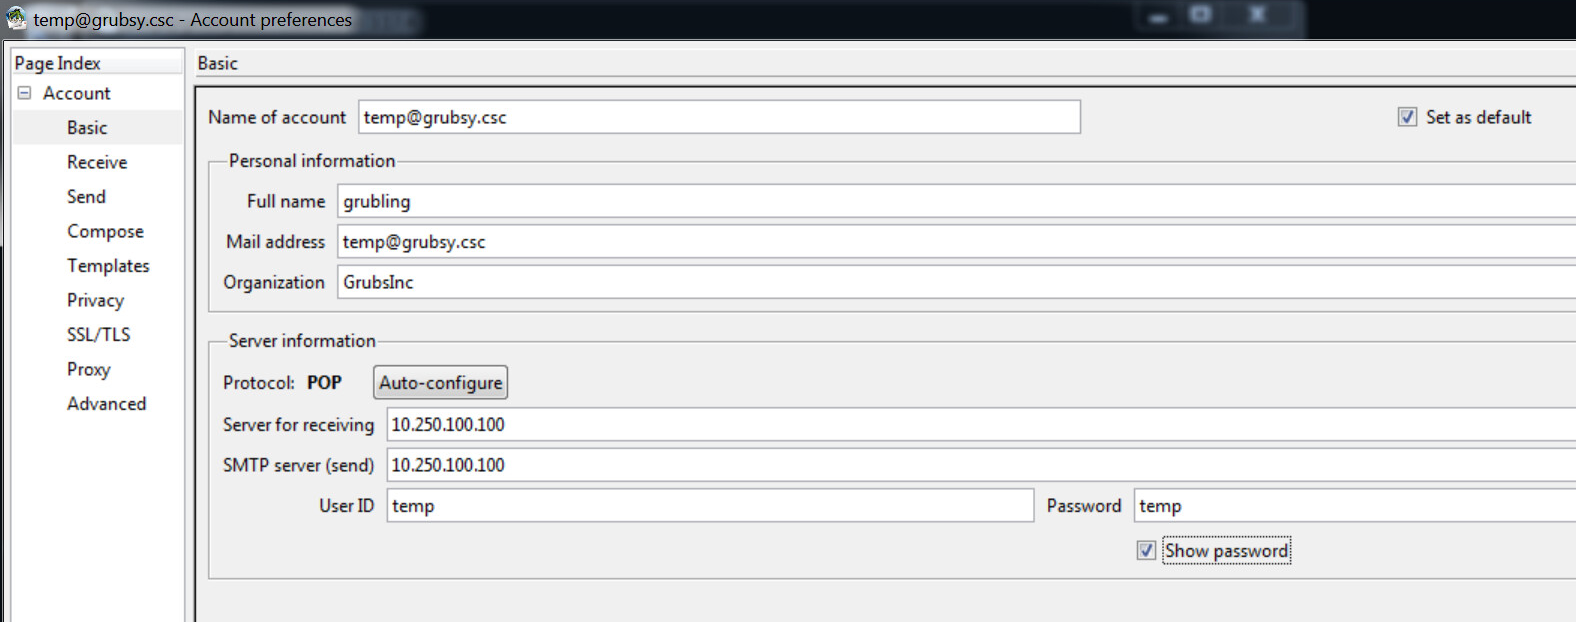 temp@grubsy.csc - Account preferences
Page Index
Account
Basic
Receive
Send
Compose
Templates
Privacy
SSL/TLS
Proxy
Advanced
Basic
Name of account temp@grubsy.csc Set as default
Personal information
Full name grubling
Mail address temp@grubsy.csc
Organization GrubsInc
Server information
Protocol: POP Auto-configure
Server for receiving 10.250.100.100
SMTP server (send) 10.250.100.100
User ID temp Password temp
Show password